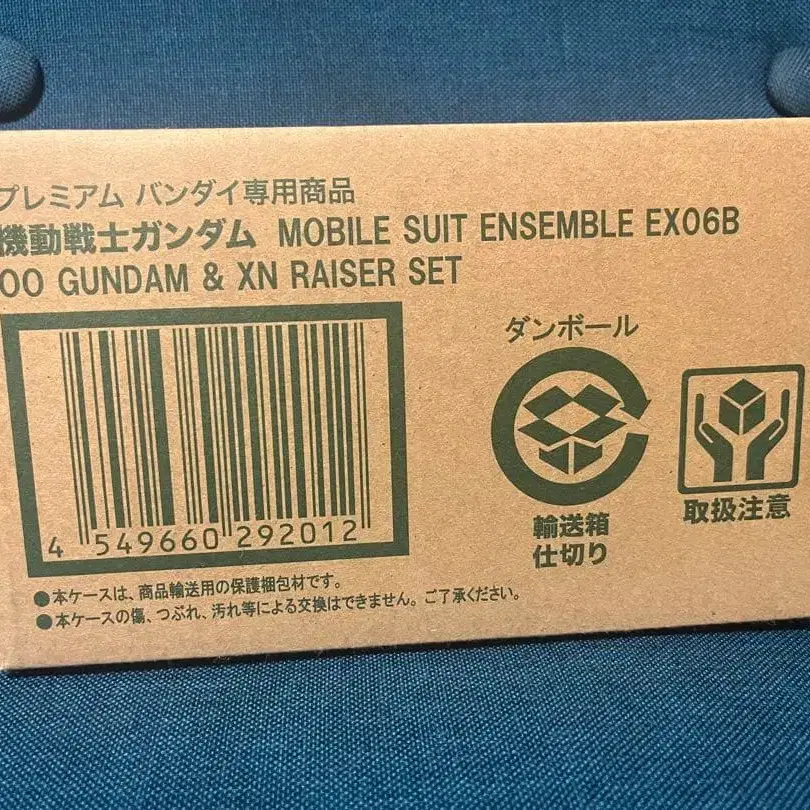 プレミアム バンダイ専用商品
機動戦士ガンダム MOBILE SUIT ENSEMBLE EX06B
OO GUNDAM & XN RAISER SET
ダンボール
輸送箱
仕切り
取扱注意
4 549660 292012
●本ケースは、商品輸送用の保護梱包材です。
●本ケースの傷、つぶれ、汚れ等による交換はできません。ご了承ください。